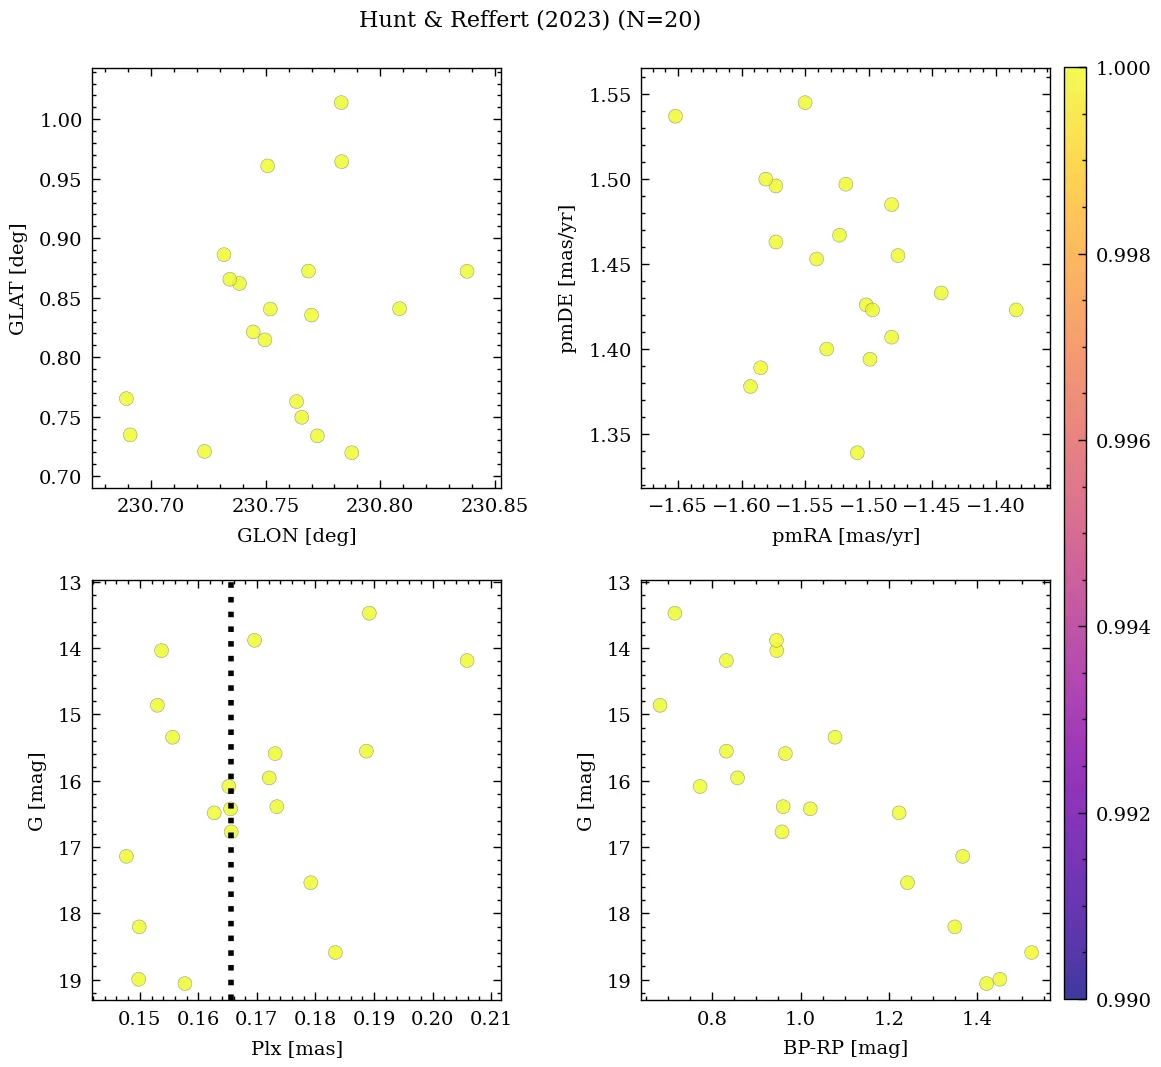 Hunt & Reffert (2023) (N=20)
1.00
0.95
0.90
0.85
0.80
0.75
0.70
GLAT [deg]
230.70 230.75 230.80 230.85
GLON [deg]
1.55
1.50
1.45
1.40
1.35
pmDE [mas/yr]
−1.65 −1.60 −1.55 −1.50 −1.45 −1.40
pmRA [mas/yr]
13
14
15
16
17
18
19
G [mag]
0.15 0.16 0.17 0.18 0.19 0.20 0.21
Plx [mas]
13
14
15
16
17
18
19
G [mag]
0.8 1.0 1.2 1.4
BP-RP [mag]
1.000
0.998
0.996
0.994
0.992
0.990